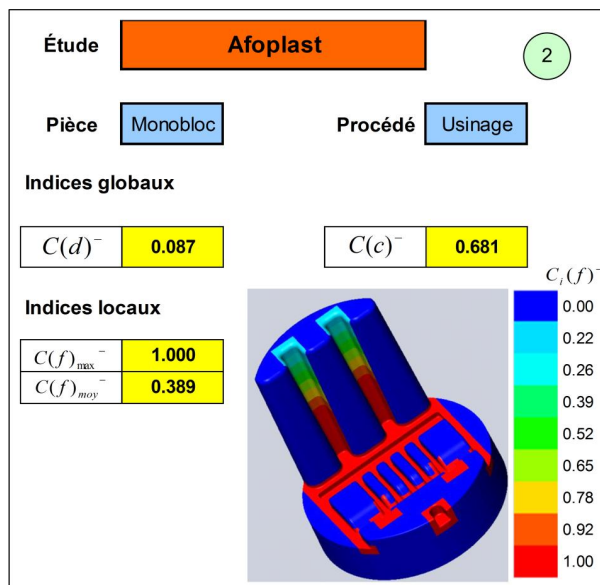 Étude Afoplast 2
Pièce Monobloc Procédé Usinage
Indices globaux
C(d)⁻ 0.087 C(c)⁻ 0.681
Indices locaux
C(f)max⁻ 1.000
C(f)moy⁻ 0.389
Ci(f)⁻
0.00
0.22
0.26
0.39
0.52
0.65
0.78
0.92
1.00